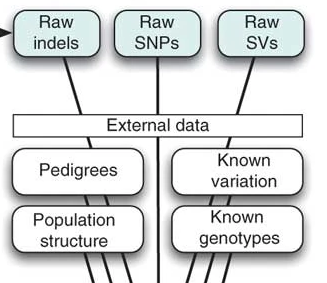 Raw
indels
Raw
SNPs
Raw
SVs
External data
Pedigrees
Known
variation
Population
structure
Known
genotypes